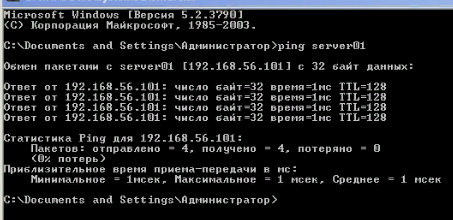 Microsoft Windows [Версия 5.2.3790]
(C) Корпорация Майкрософт, 1985-2003.
C:\Documents and Settings\Администратор>ping server01
Обмен пакетами с server01 [192.168.56.101] с 32 байт данных:
Ответ от 192.168.56.101: число байт=32 время=1мс TTL=128
Ответ от 192.168.56.101: число байт=32 время=1мс TTL=128
Ответ от 192.168.56.101: число байт=32 время=1мс TTL=128
Ответ от 192.168.56.101: число байт=32 время=1мс TTL=128
Статистика Ping для 192.168.56.101:
Пакетов: отправлено = 4, получено = 4, потеряно = 0
(0% потерь)
Приблизительное время приема-передачи в мс:
Минимальное = 1мсек, Максимальное = 1 мсек, Среднее = 1 мсек
C:\Documents and Settings\Администратор>